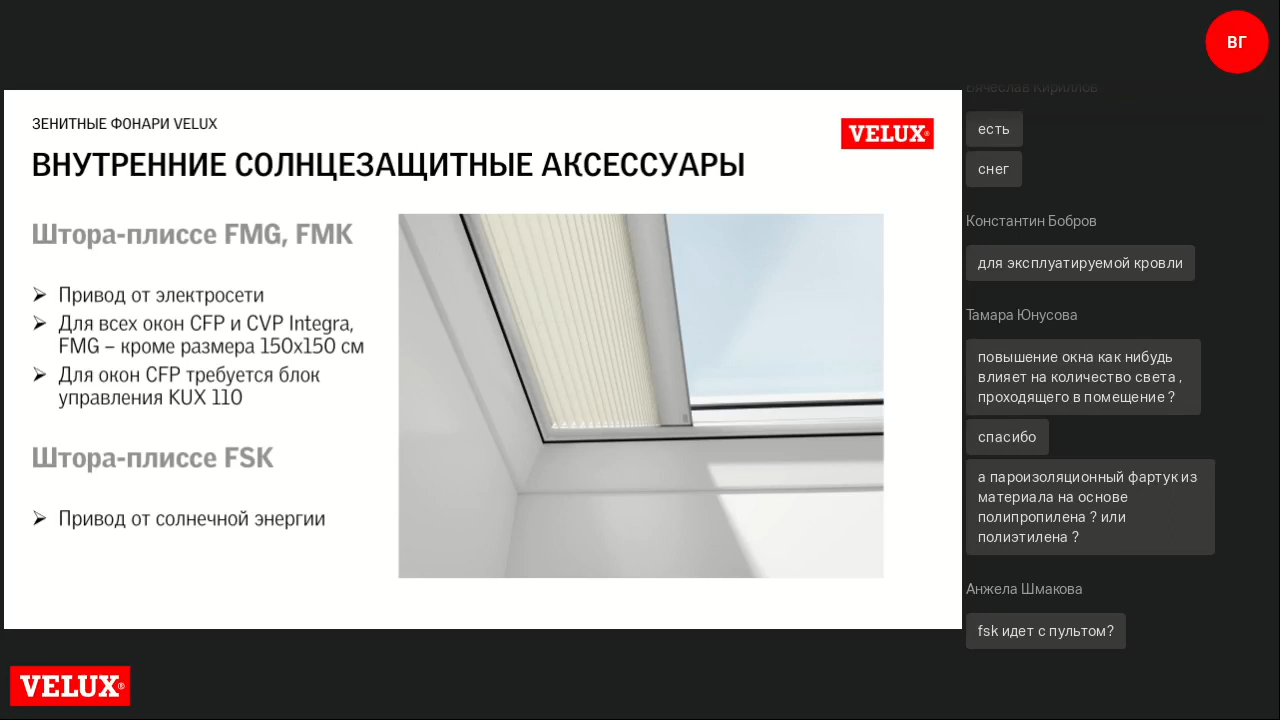 ВГ
ЗЕНИТНЫЕ ФОНАРИ VELUX
VELUX®
ВНУТРЕННИЕ СОЛНЦЕЗАЩИТНЫЕ АКСЕССУАРЫ
Штора-плиссе FMG, FMK
➢ Привод от электросети
➢ Для всех окон CFP и CVP Integra,
FMG – кроме размера 150x150 см
➢ Для окон CFP требуется блок
управления KUX 110
Штора-плиссе FSK
➢ Привод от солнечной энергии
VELUX®
Вячеслав Кириллов
есть
снег
Константин Бобров
для эксплуатируемой кровли
Тамара Юнусова
повышение окна как нибудь
влияет на количество света ,
проходящего в помещение ?
спасибо
а пароизоляционный фартук из
материала на основе
полипропилена ? или
полиэтилена ?
Анжела Шмакова
fsk идет с пультом?